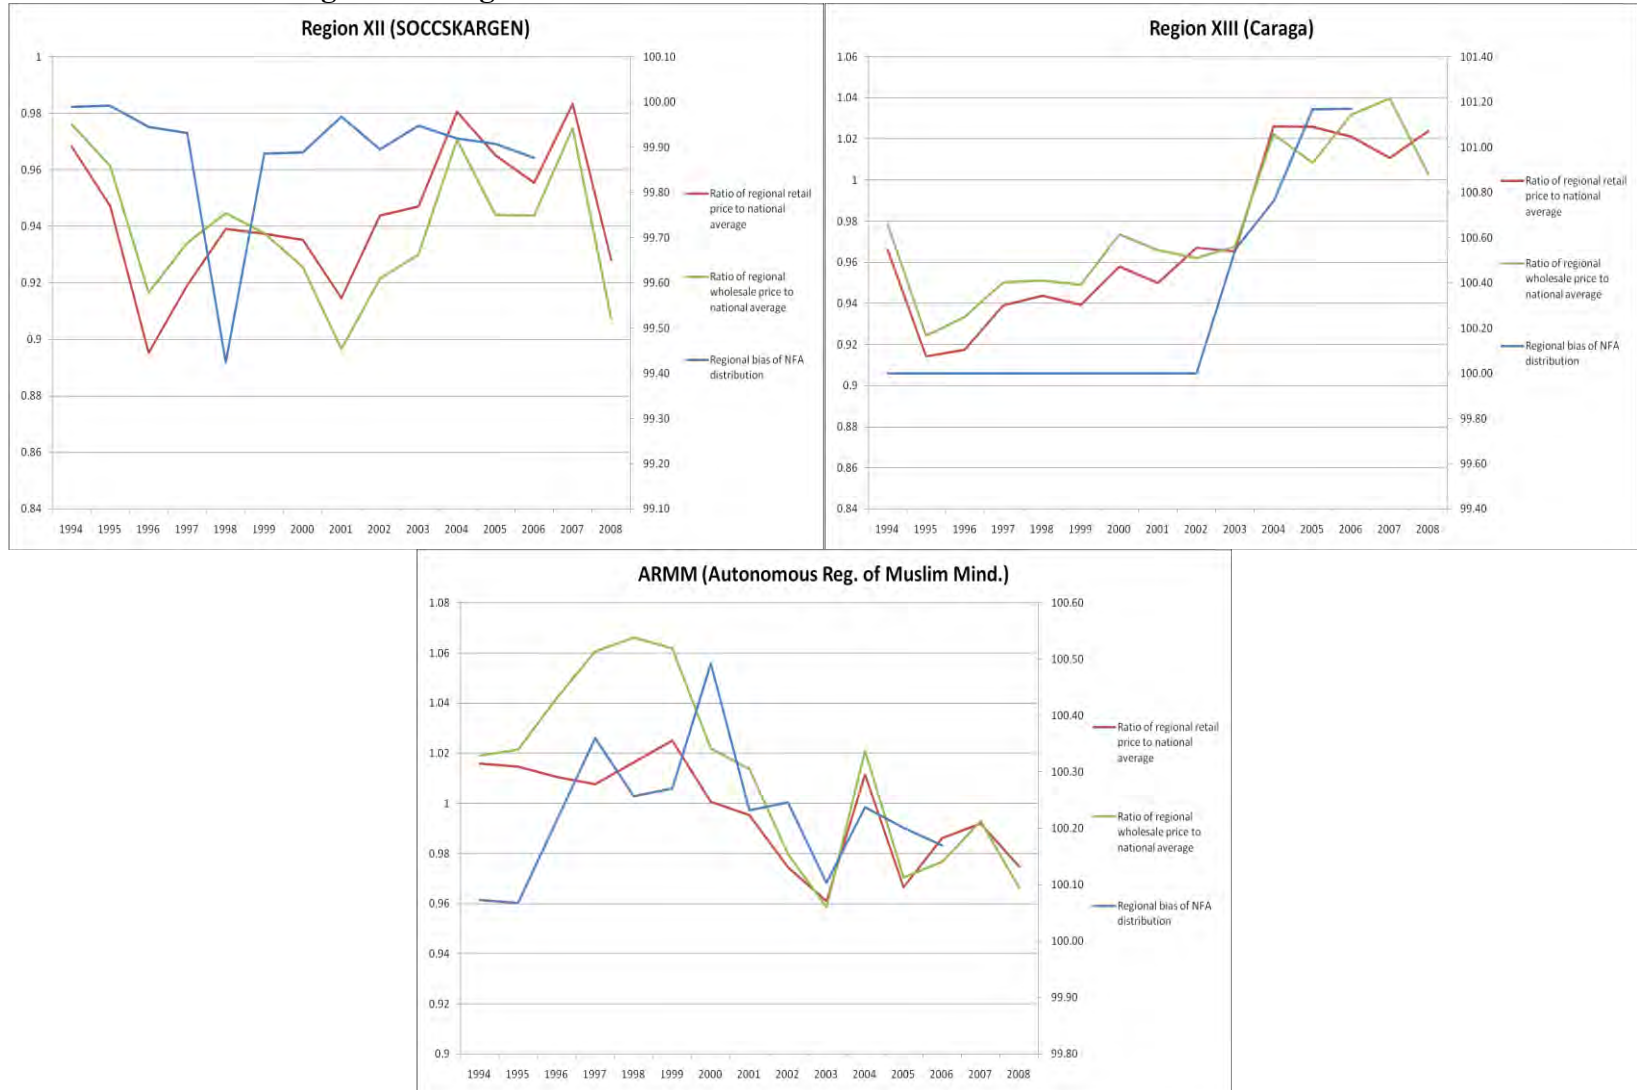 Region XII (SOCCSKARGEN)
1
0.98
0.96
0.94
0.92
0.9
0.88
0.86
0.84
100.10
100.00
99.90
99.80
99.70
99.60
99.50
99.40
99.30
99.20
99.10
1994 1995 1996 1997 1998 1999 2000 2001 2002 2003 2004 2005 2006 2007 2008
Ratio of regional retail
price to national
average
Ratio of regional
wholesale price to
national average
Regional bias of NFA
distribution
Region XIII (Caraga)
1.06
1.04
1.02
1
0.98
0.96
0.94
0.92
0.9
0.88
0.86
0.84
101.40
101.20
101.00
100.80
100.60
100.40
100.20
100.00
99.80
99.60
99.40
1994 1995 1996 1997 1998 1999 2000 2001 2002 2003 2004 2005 2006 2007 2008
Ratio of regional retail
price to national
average
Ratio of regional
wholesale price to
national average
Regional bias of NFA
distribution
ARMM (Autonomous Reg. of Muslim Mind.)
1.08
1.06
1.04
1.02
1
0.98
0.96
0.94
0.92
0.9
100.60
100.50
100.40
100.30
100.20
100.10
100.00
99.90
99.80
1994 1995 1996 1997 1998 1999 2000 2001 2002 2003 2004 2005 2006 2007 2008
Ratio of regional retail
price to national
average
Ratio of regional
wholesale price to
national average
Regional bias of NFA
distribution